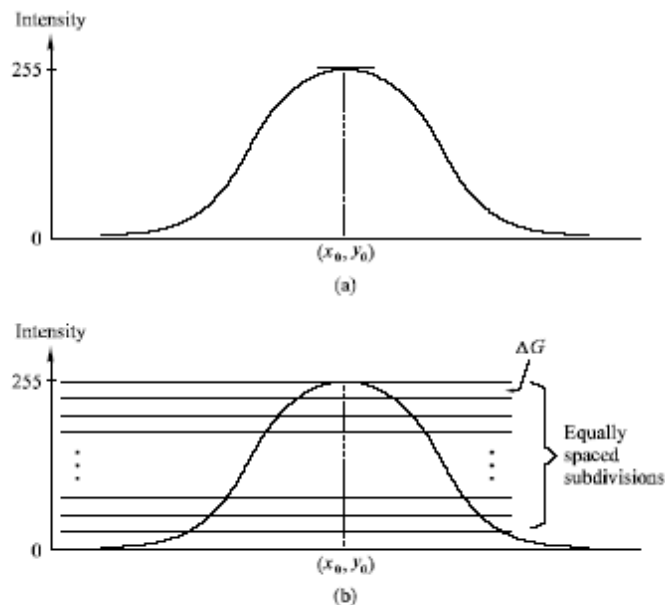 Intensity
255
0
(x₀, y₀)
(a)
Intensity
ΔG
255
Equally
spaced
subdivisions
0
(x₀, y₀)
(b)